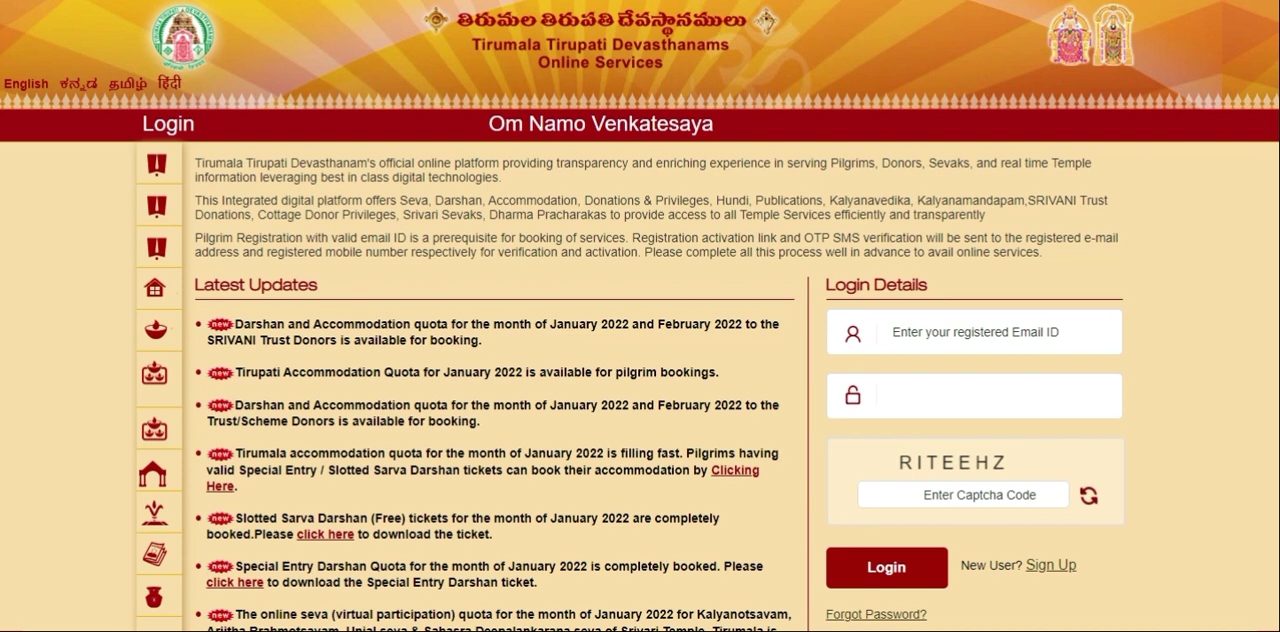 తిరుమల తిరుపతి దేవస్థానములు
Tirumala Tirupati Devasthanams
Online Services
English ಕನ್ನಡ தமிழ் हिंदी
Login Om Namo Venkatesaya
Tirumala Tirupati Devasthanam's official online platform providing transparency and enriching experience in serving Pilgrims, Donors, Sevaks, and real time Temple
information leveraging best in class digital technologies.
This Integrated digital platform offers Seva, Darshan, Accommodation, Donations & Privileges, Hundi, Publications, Kalyanavedika, Kalyanamandapam,SRIVANI Trust
Donations, Cottage Donor Privileges, Srivari Sevaks, Dharma Pracharakas to provide access to all Temple Services efficiently and transparently
Pilgrim Registration with valid email ID is a prerequisite for booking of services. Registration activation link and OTP SMS verification will be sent to the registered e-mail
address and registered mobile number respectively for verification and activation. Please complete all this process well in advance to avail online services.
Latest Updates
• new Darshan and Accommodation quota for the month of January 2022 and February 2022 to the
SRIVANI Trust Donors is available for booking.
• new Tirupati Accommodation Quota for January 2022 is available for pilgrim bookings.
• new Darshan and Accommodation quota for the month of January 2022 and February 2022 to the
Trust/Scheme Donors is available for booking.
• new Tirumala accommodation quota for the month of January 2022 is filling fast. Pilgrims having
valid Special Entry / Slotted Sarva Darshan tickets can book their accommodation by Clicking
Here.
• new Slotted Sarva Darshan (Free) tickets for the month of January 2022 are completely
booked.Please click here to download the ticket.
• new Special Entry Darshan Quota for the month of January 2022 is completely booked. Please
click here to download the Special Entry Darshan ticket.
• new The online seva (virtual participation) quota for the month of January 2022 for Kalyanotsavam,
Arjitha Brahmotsavam, Unjal seva & Sahasra Deepalankarana seva of Srivari Temple, Tirumala is
Login Details
Enter your registered Email ID
RITEEHZ
Enter Captcha Code
Login New User? Sign Up
Forgot Password?